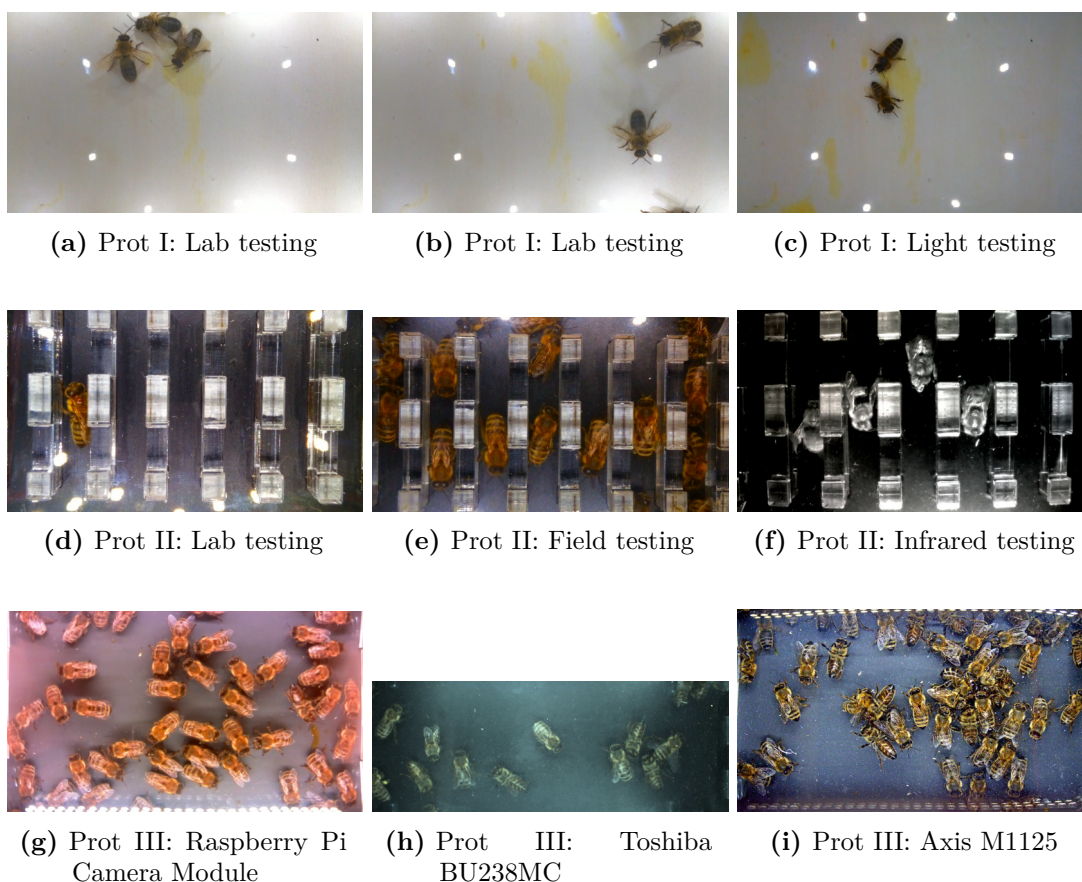 (a) Prot I: Lab testing
(b) Prot I: Lab testing
(c) Prot I: Light testing
(d) Prot II: Lab testing
(e) Prot II: Field testing
(f) Prot II: Infrared testing
(g) Prot III: Raspberry Pi
Camera Module
(h) Prot III: Toshiba
BU238MC
(i) Prot III: Axis M1125